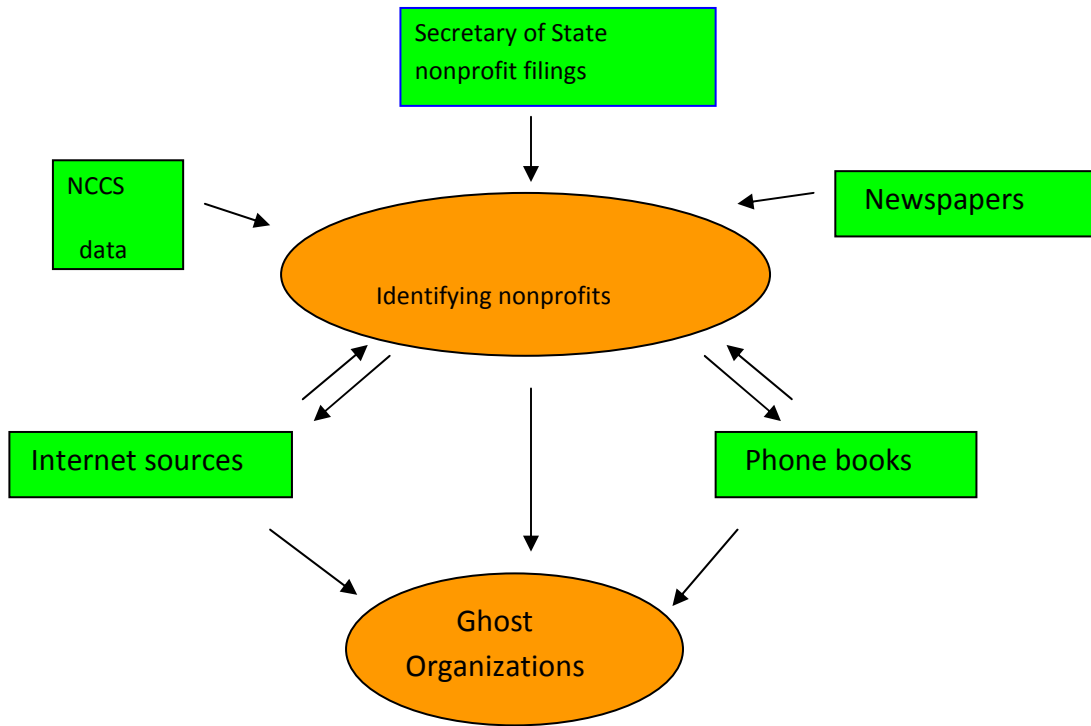 Secretary of State
nonprofit filings
NCCS
data
Newspapers
Identifying nonprofits
Internet sources
Phone books
Ghost
Organizations